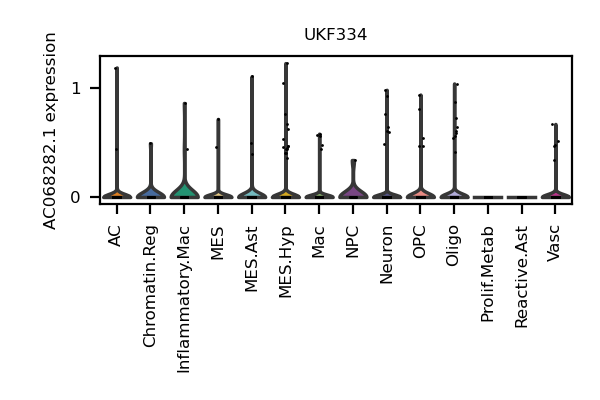 UKF334
AC068282.1 expression
1
0
AC
Chromatin.Reg
Inflammatory.Mac
MES
MES.Ast
MES.Hyp
Mac
NPC
Neuron
OPC
Oligo
Prolif.Metab
Reactive.Ast
Vasc